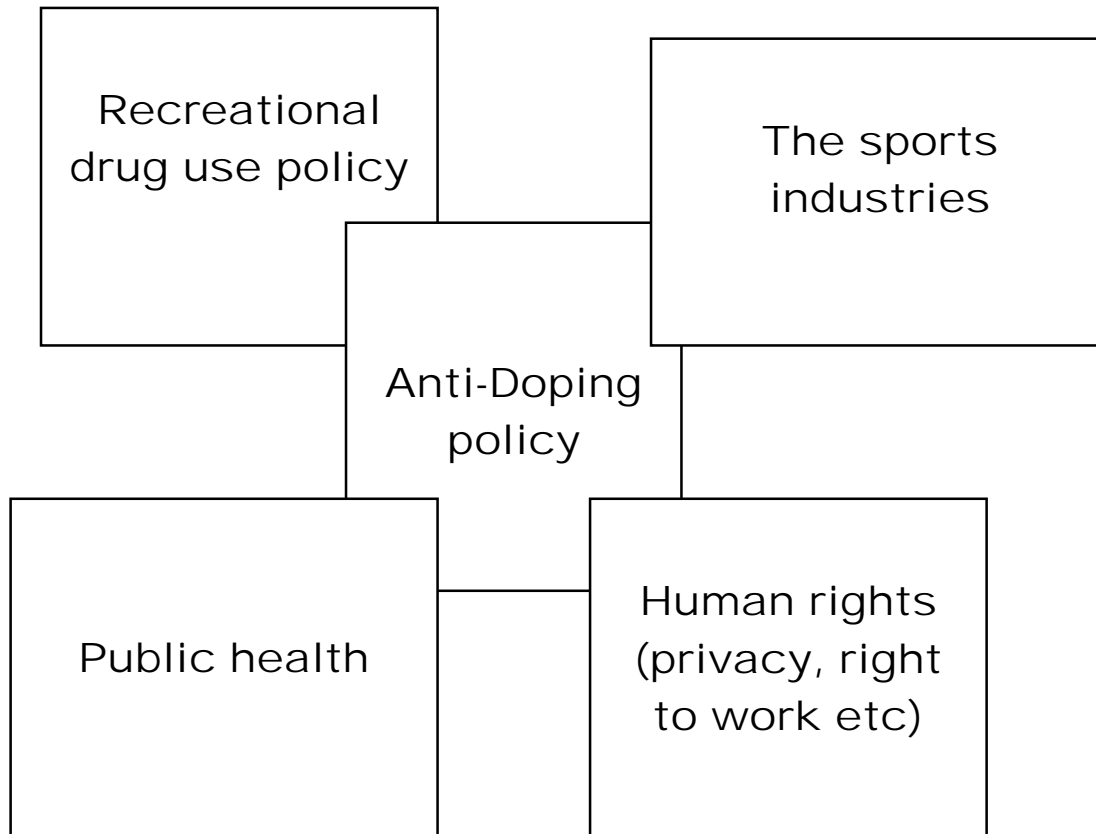 Recreational
drug use policy
The sports
industries
Anti-Doping
policy
Public health
Human rights
(privacy, right
to work etc)